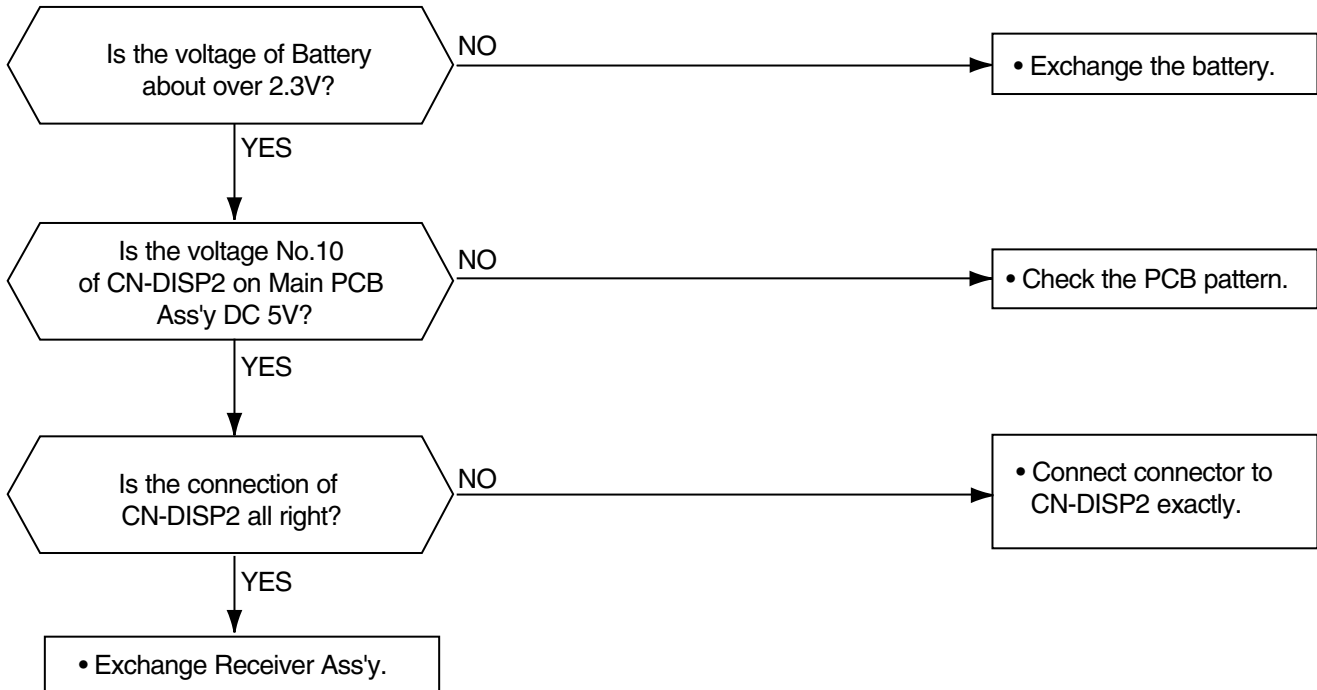 Is the voltage of Battery
about over 2.3V?
NO
• Exchange the battery.
YES
Is the voltage No.10
of CN-DISP2 on Main PCB
Ass'y DC 5V?
NO
• Check the PCB pattern.
YES
Is the connection of
CN-DISP2 all right?
NO
• Connect connector to
CN-DISP2 exactly.
YES
• Exchange Receiver Ass'y.